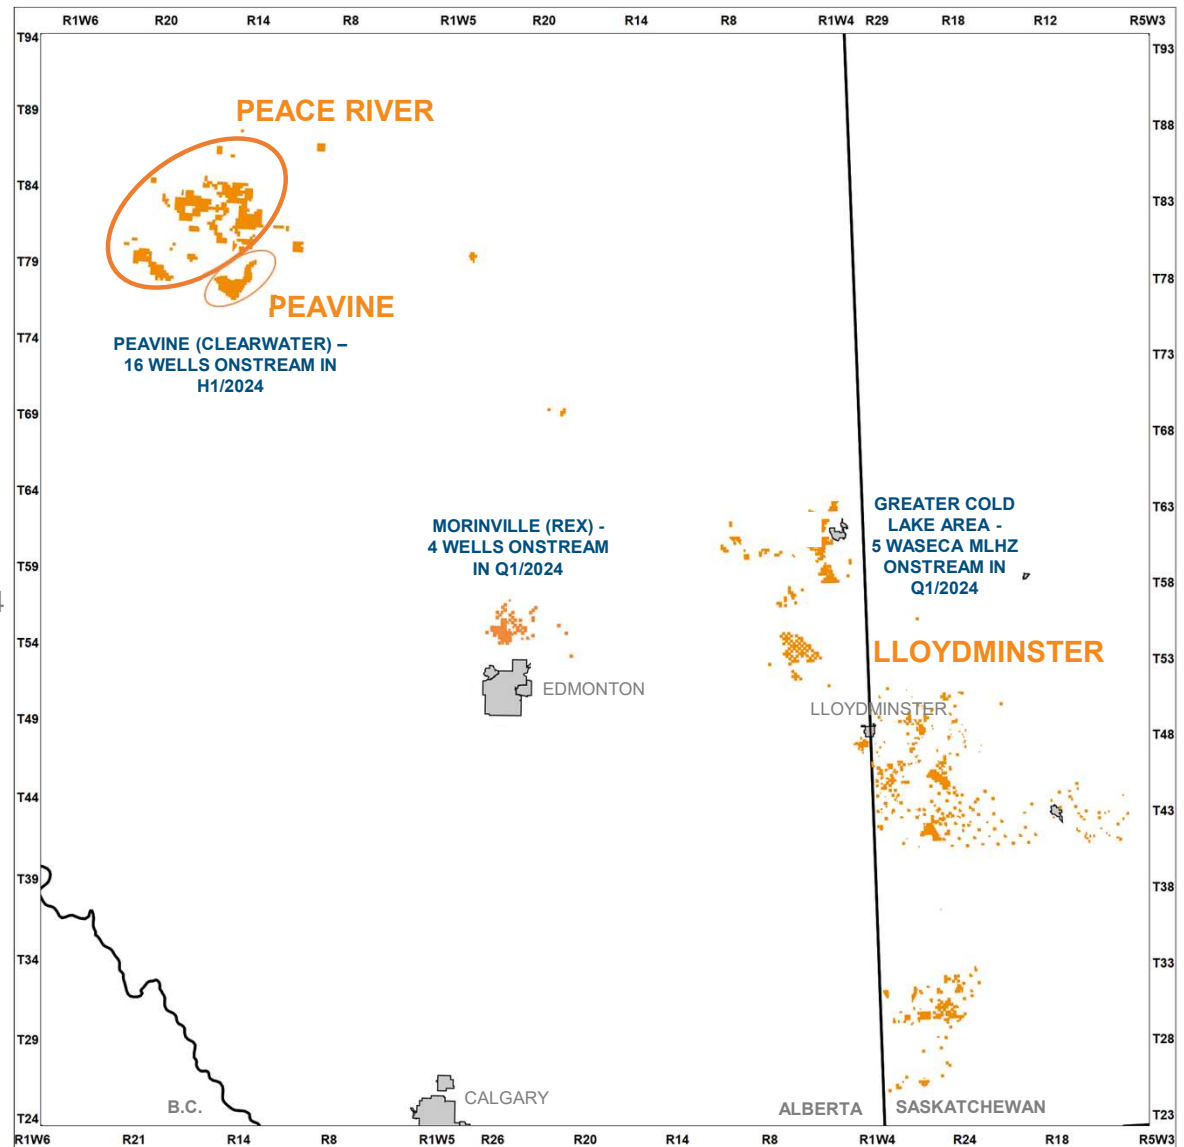 R1W6 R20 R14 R8 R1W5 R20 R14 R8 R1W4 R29 R18 R12 R5W3
T94
T93
PEACE RIVER
T89
T88
T84
T83
T79
T78
PEAVINE
PEAVINE (CLEARWATER) –
16 WELLS ONSTREAM IN
H1/2024
T74
T73
T69
T68
T64
T63
MORINVILLE (REX) -
4 WELLS ONSTREAM
IN Q1/2024
GREATER COLD
LAKE AREA -
5 WASECA MLHZ
ONSTREAM IN
Q1/2024
T59
T58
T54
T53
LLOYDMINSTER
EDMONTON
LLOYDMINSTER
T49
T48
T44
T43
T39
T38
T34
T33
T29
T28
CALGARY
B.C.
ALBERTA
SASKATCHEWAN
T24
T23
R1W6 R21 R14 R8 R1W5 R26 R20 R14 R8 R1W4 R24 R18 R5W3